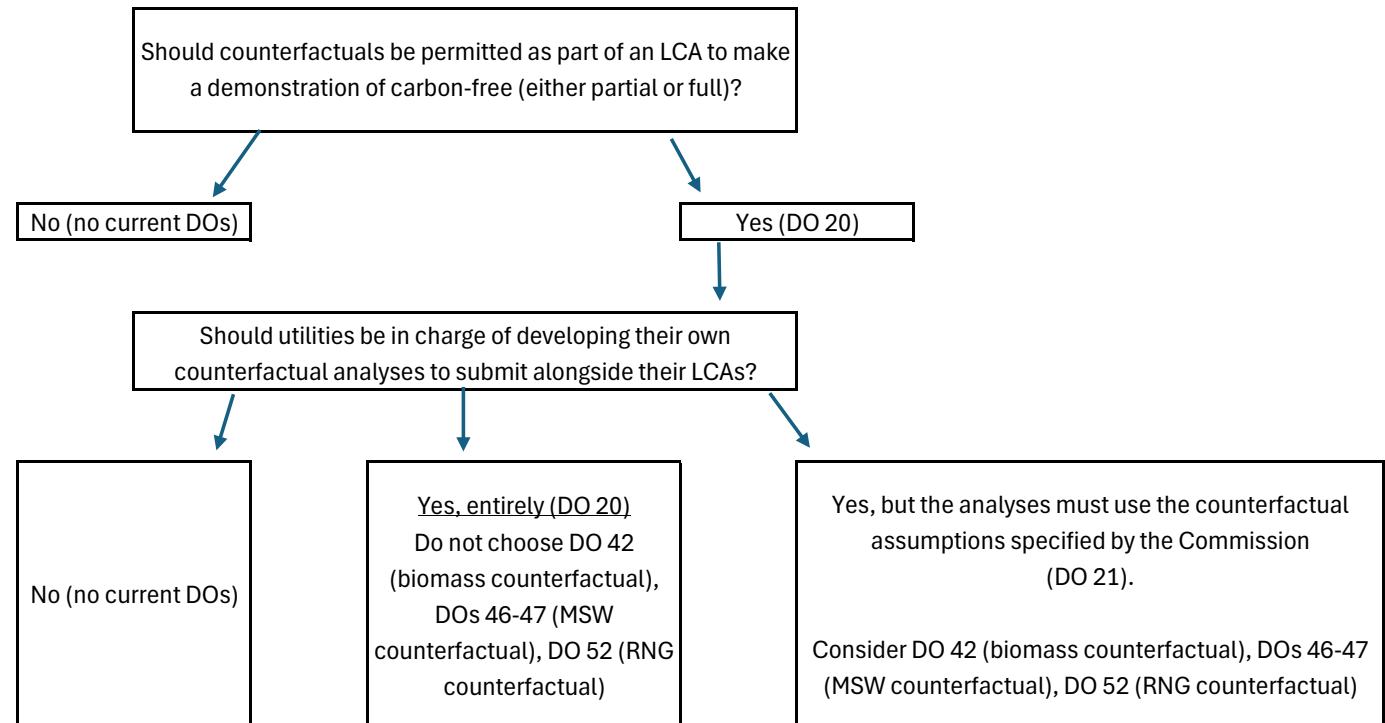 Should counterfactuals be permitted as part of an LCA to make
a demonstration of carbon-free (either partial or full)?
No (no current DOs)
Yes (DO 20)
Should utilities be in charge of developing their own
counterfactual analyses to submit alongside their LCAs?
No (no current DOs)
Yes, entirely (DO 20)
Do not choose DO 42
(biomass counterfactual),
DOs 46-47 (MSW
counterfactual), DO 52 (RNG
counterfactual)
Yes, but the analyses must use the counterfactual
assumptions specified by the Commission
(DO 21).
Consider DO 42 (biomass counterfactual), DOs 46-47
(MSW counterfactual), DO 52 (RNG counterfactual)